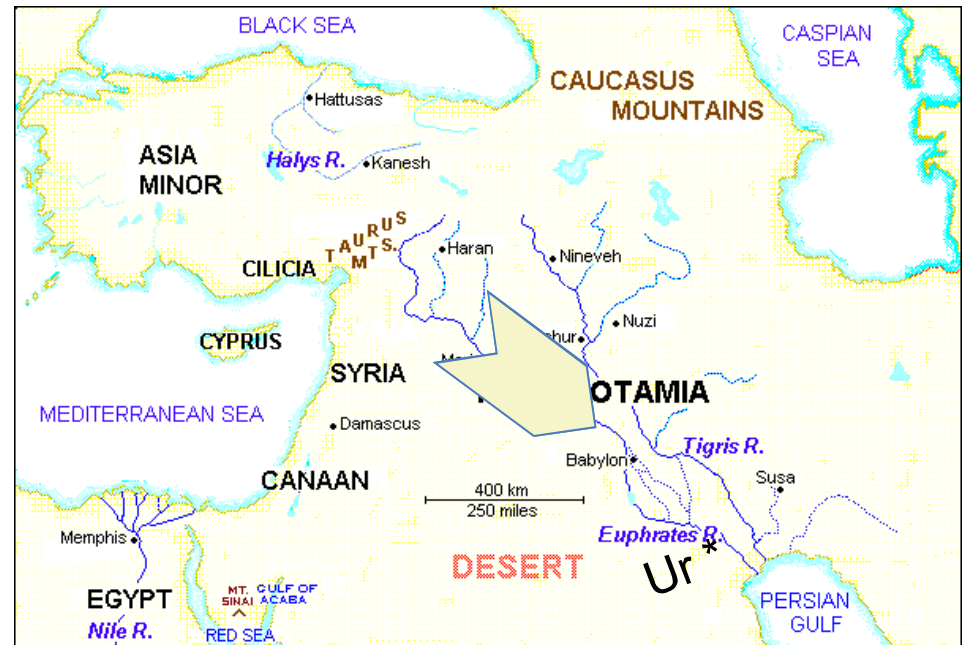 BLACK SEA
CASPIAN
SEA
CAUCASUS
MOUNTAINS
Hattusas
ASIA
MINOR
Halys R.
Kanesh
TAURUS
MTS.
Haran
Nineveh
CILICIA
Nuzi
hur
CYPRUS
SYRIA
OTAMIA
MEDITERRANEAN SEA
Damascus
Tigris R.
Babylon
Susa
CANAAN
400 km
250 miles
Memphis
Euphrates R.
DESERT
Ur *
EGYPT
MT.
SINAI
GULF OF
ACABA
PERSIAN
GULF
Nile R.
RED SEA